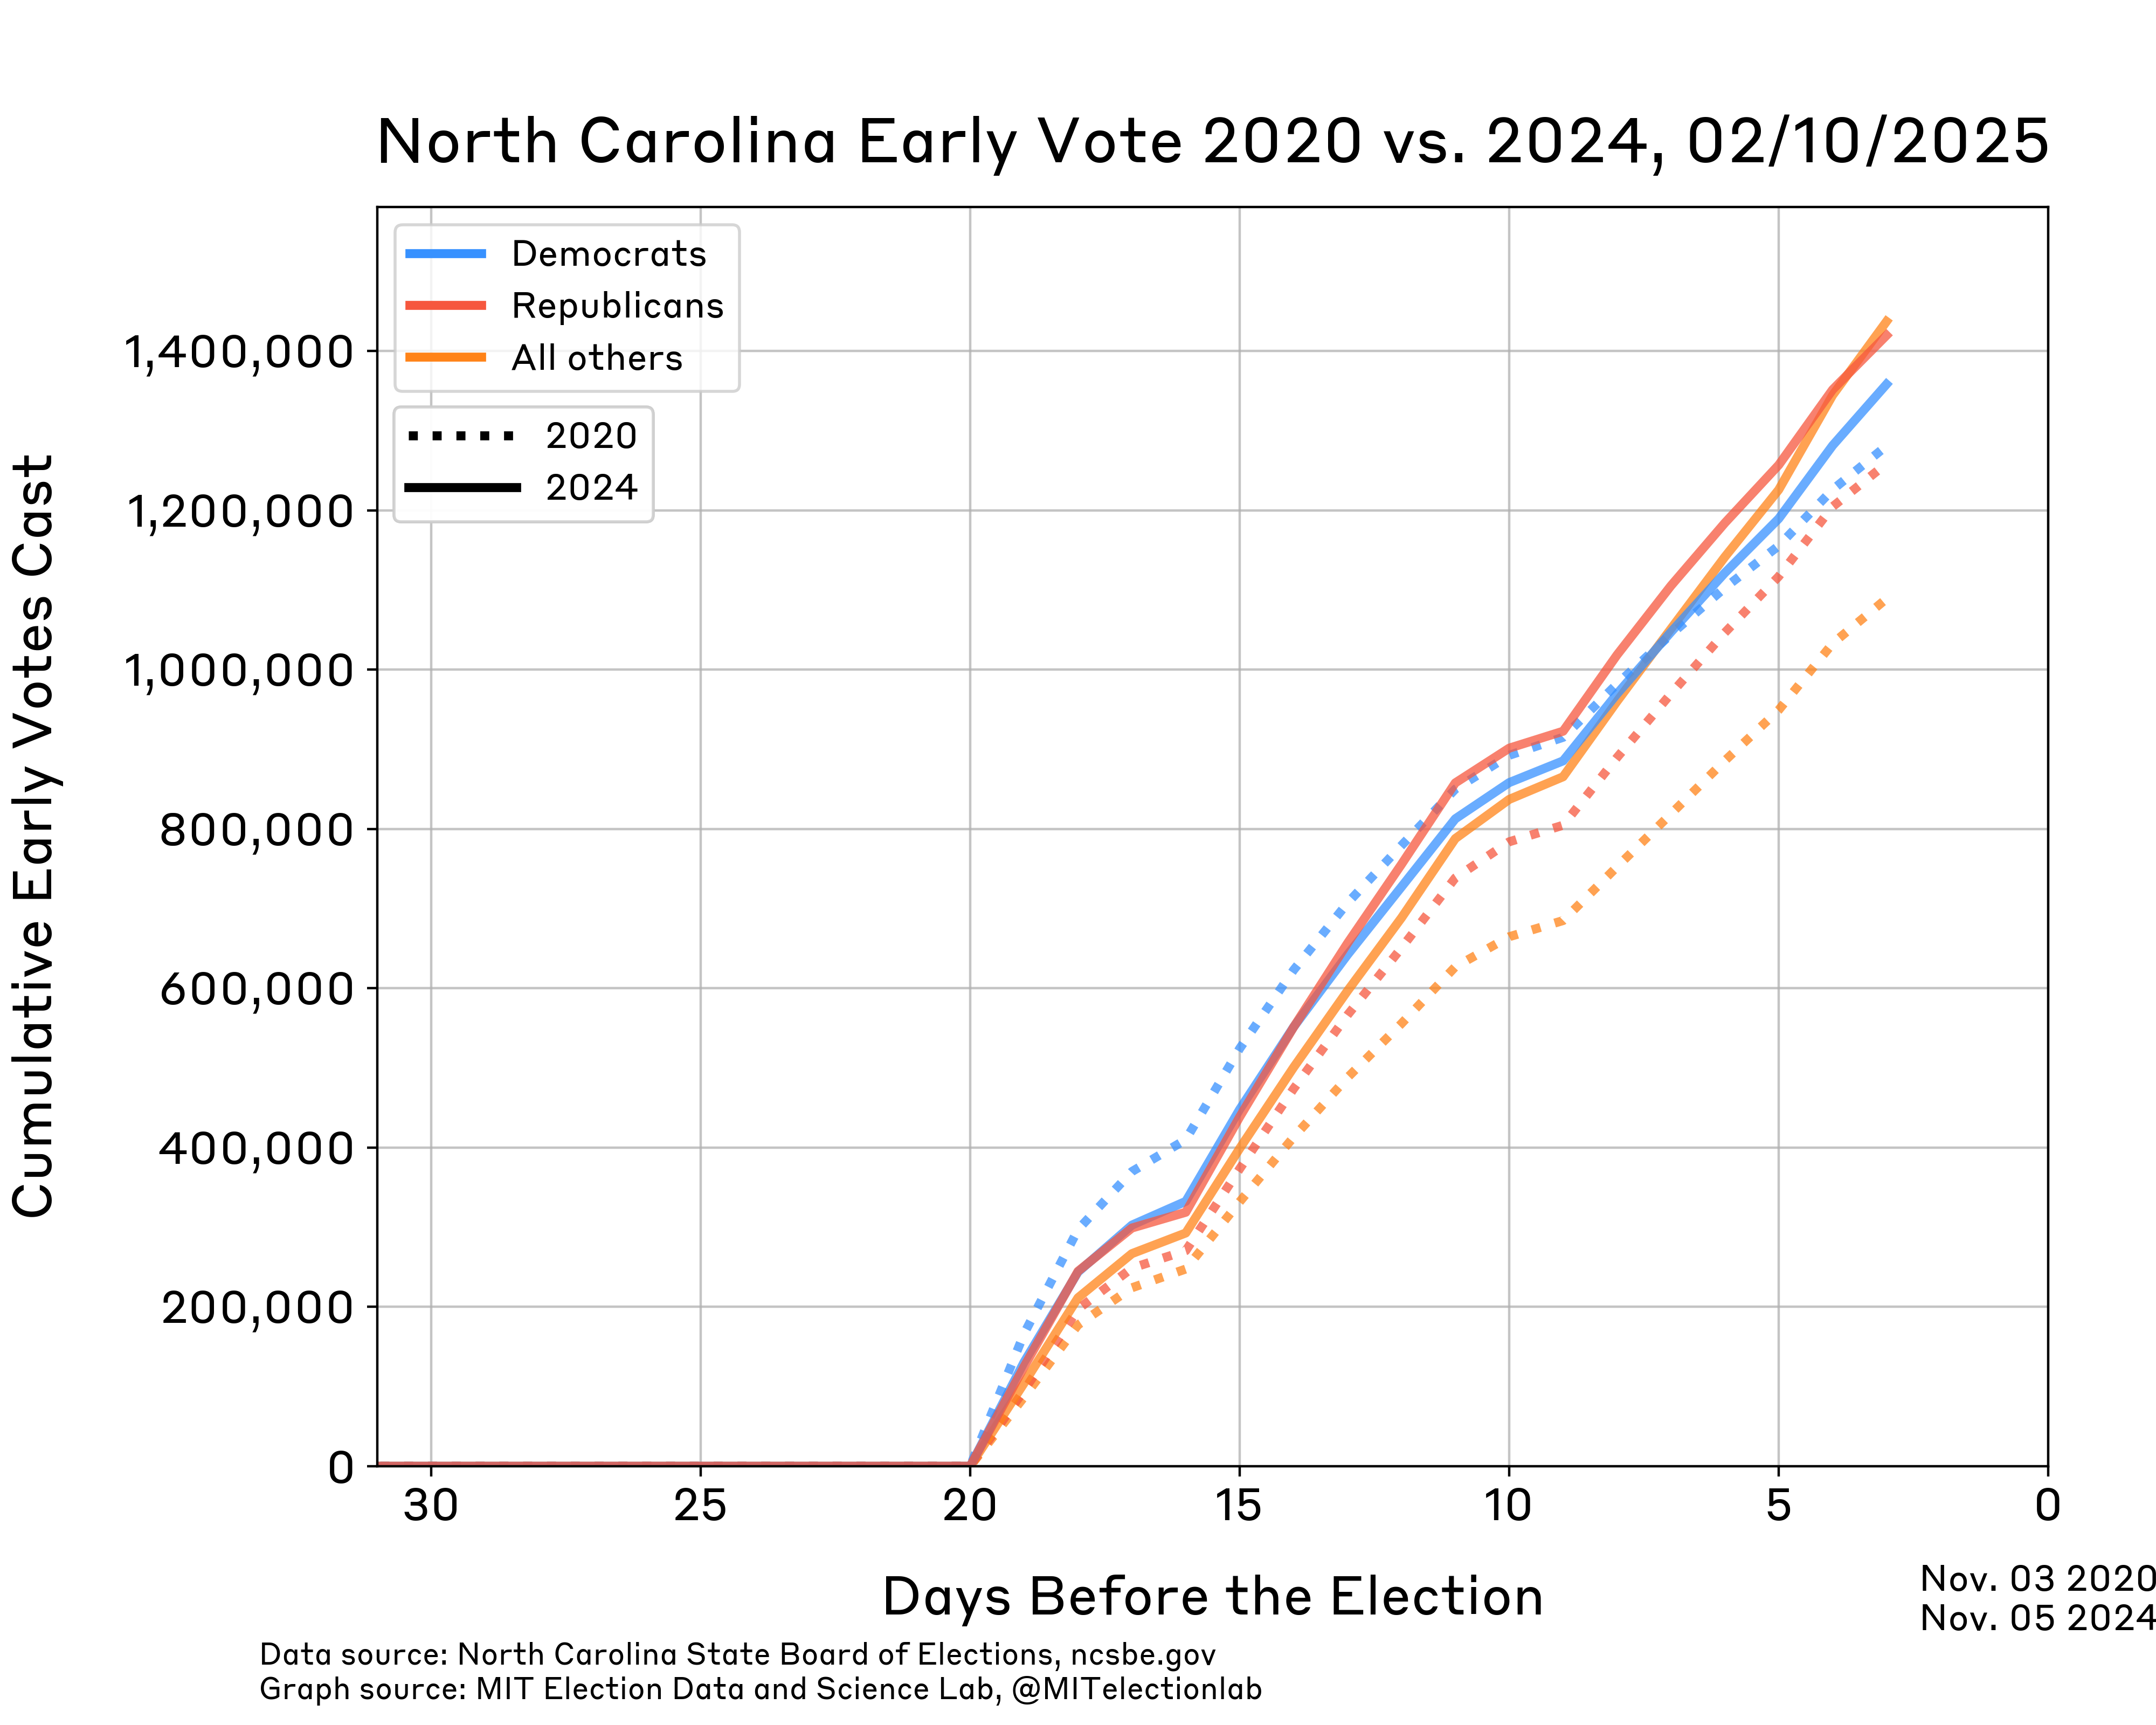 North Carolina Early Vote 2020 vs. 2024, 02/10/2025
Democrats
Republicans
All others
2020
2024
Cumulative Early Votes Cast
1,400,000
1,200,000
1,000,000
800,000
600,000
400,000
200,000
0
30
25
20
15
10
5
0
Days Before the Election
Nov. 03 2020
Nov. 05 2024
Data source: North Carolina State Board of Elections, ncsbe.gov
Graph source: MIT Election Data and Science Lab, @MITelectionlab